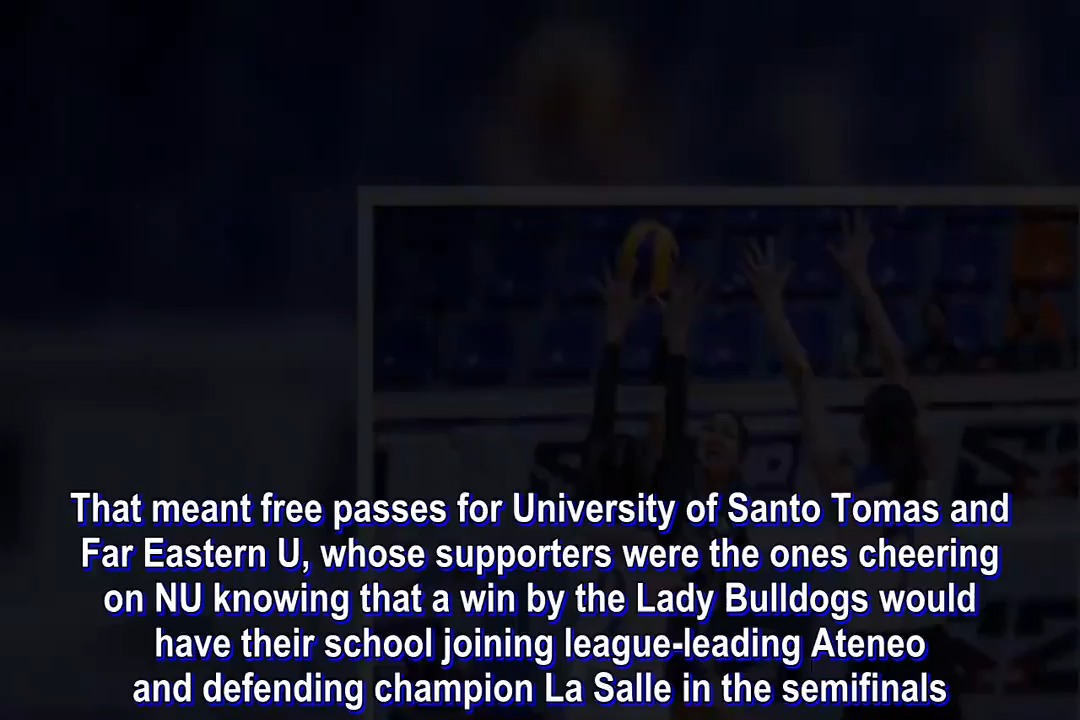 That meant free passes for University of Santo Tomas and
Far Eastern U, whose supporters were the ones cheering
on NU knowing that a win by the Lady Bulldogs would
have their school joining league-leading Ateneo
and defending champion La Salle in the semifinals